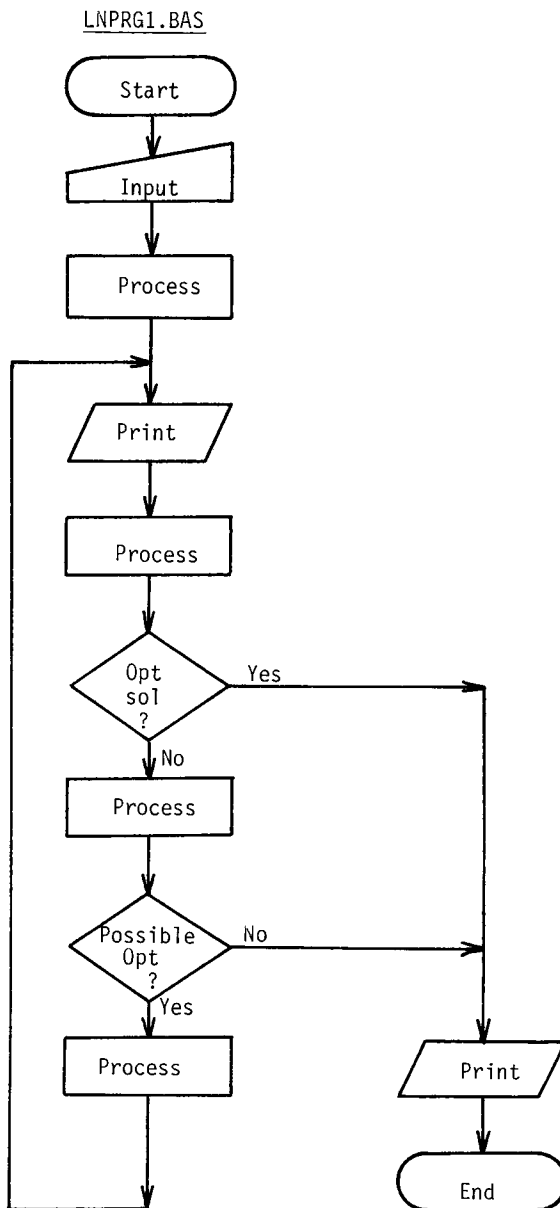 LNPRG1.BAS
Start
Input
Process
Print
Process
Opt
sol
?
Yes
No
Process
Possible
Opt
?
No
Yes
Process
Print
End